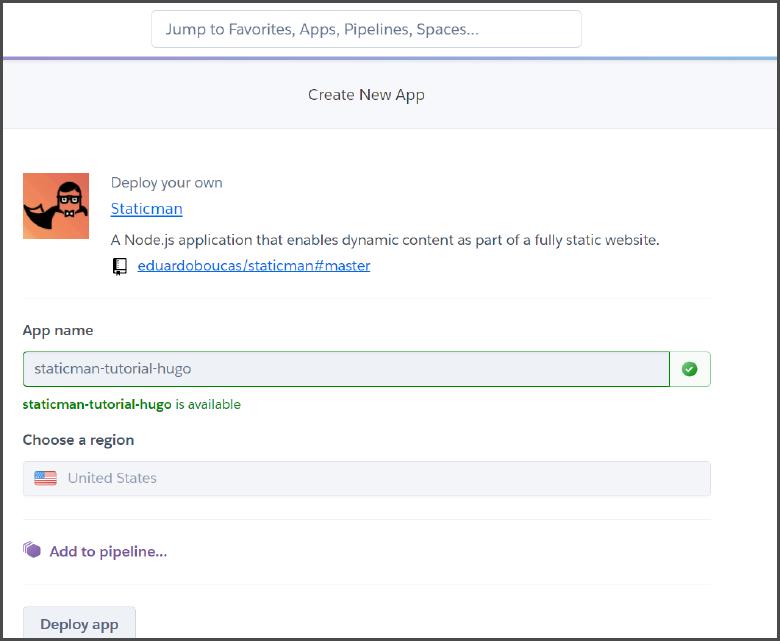 Jump to Favorites, Apps, Pipelines, Spaces...
Create New App
Deploy your own
Staticman
A Node.js application that enables dynamic content as part of a fully static website.
eduardoboucas/staticman#master
App name
staticman-tutorial-hugo
staticman-tutorial-hugo is available
Choose a region
United States
Add to pipeline...
Deploy app